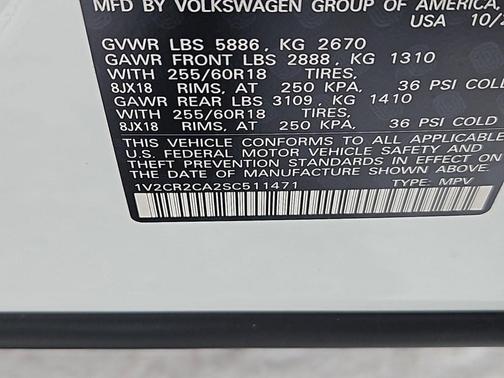 MFD BY VOLKSWAGEN GROUP OF AMERICA,
USA 10/
GVWR LBS 5886, KG 2670
GAWR FRONT LBS 2888, KG 1310
WITH 255/60R18 TIRES,
8JX18 RIMS, AT 250 KPA, 36 PSI COLD
GAWR REAR LBS 3109, KG 1410
WITH 255/60R18 TIRES,
8JX18 RIMS, AT 250 KPA, 36 PSI COLD
THIS VEHICLE CONFORMS TO ALL APPLICABLE
U.S. FEDERAL MOTOR VEHICLE SAFETY AND
THEFT PREVENTION STANDARDS IN EFFECT ON
THE DATE OF MANUFACTURE SHOWN ABOVE.
1V2CR2CA2SC511471 TYPE: MPV